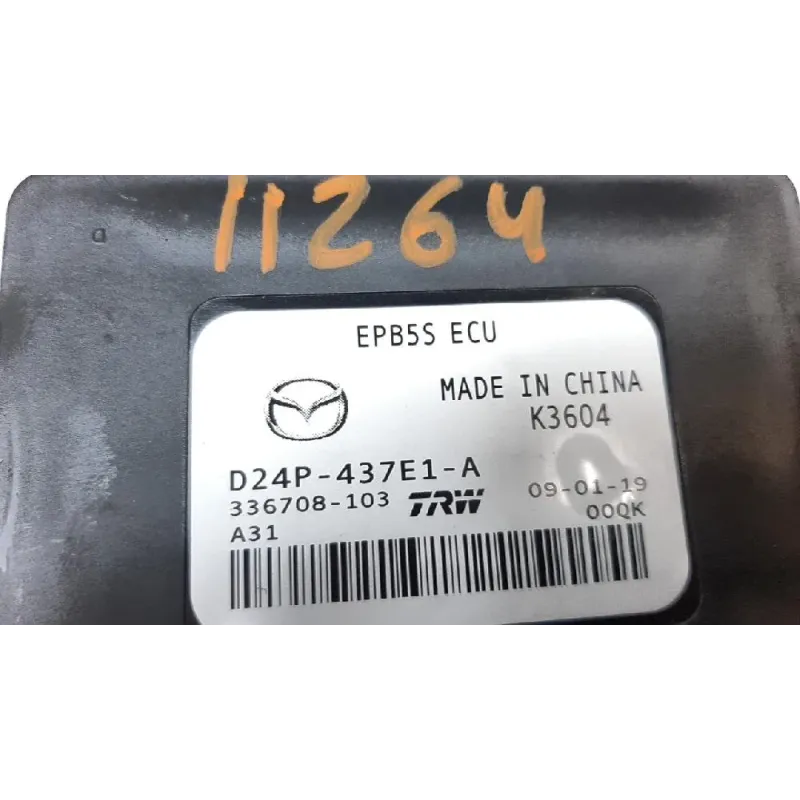 11264
EPB5S ECU
MADE IN CHINA
K3604
D24P-437E1-A
336708-103 TRW 09-01-19
A31 00QK